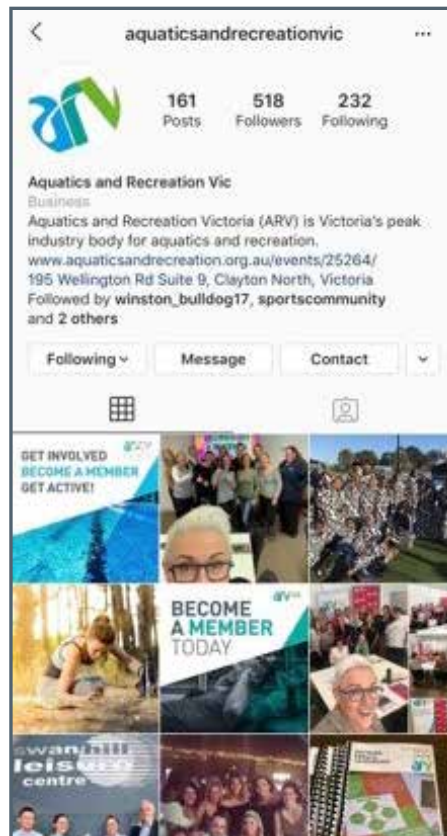 aquaticsandrecreationvic
arv
161 518 232
Posts Followers Following
Aquatics and Recreation Vic
Business
Aquatics and Recreation Victoria (ARV) is Victoria's peak
industry body for aquatics and recreation.
www.aquaticsandrecreation.org.au/events/25264/
195 Wellington Rd Suite 9, Clayton North, Victoria
Followed by winston_bulldog17, sportscommunity
and 2 others
Following Message Contact
GET INVOLVED
BECOME A MEMBER
GET ACTIVE!
arv
BECOME
A MEMBER
TODAY
arv
swan hill
leisure
centre